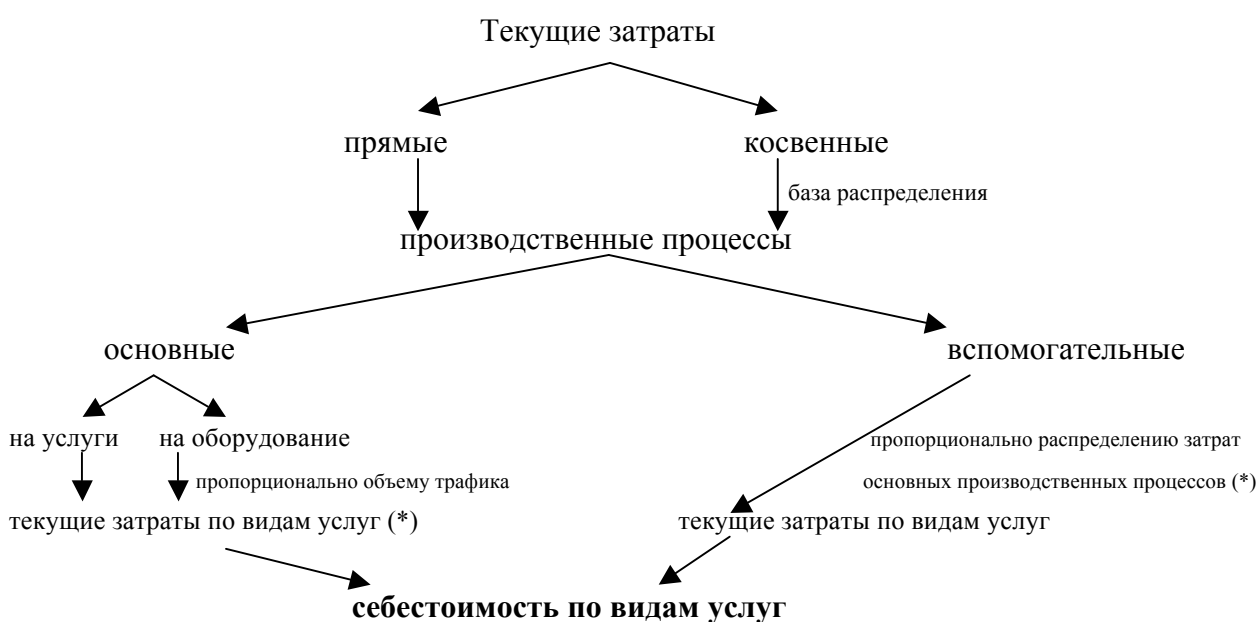 Текущие затраты
прямые
косвенные
база распределения
производственные процессы
основные
вспомогательные
на услуги
на оборудование
пропорционально распределению затрат
пропорционально объему трафика
основных производственных процессов (*)
текущие затраты по видам услуг (*)
текущие затраты по видам услуг
себестоимость по видам услуг